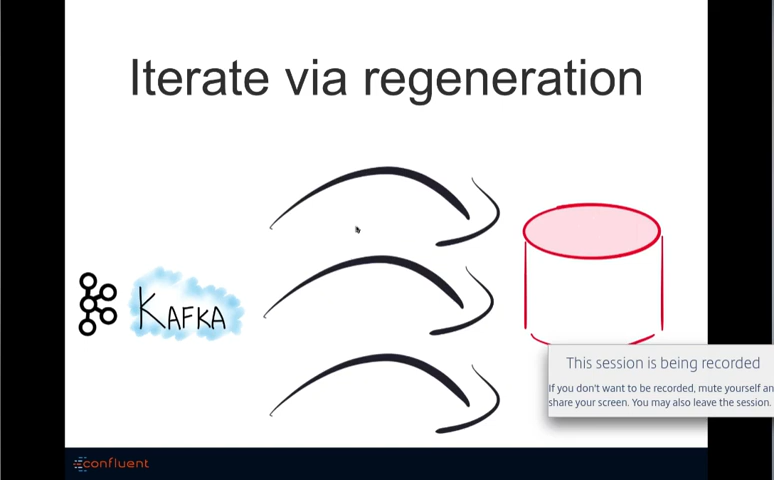 Iterate via regeneration
KAFKA
This session is being recorded
If you don't want to be recorded, mute yourself an
share your screen. You may also leave the session.
confluent